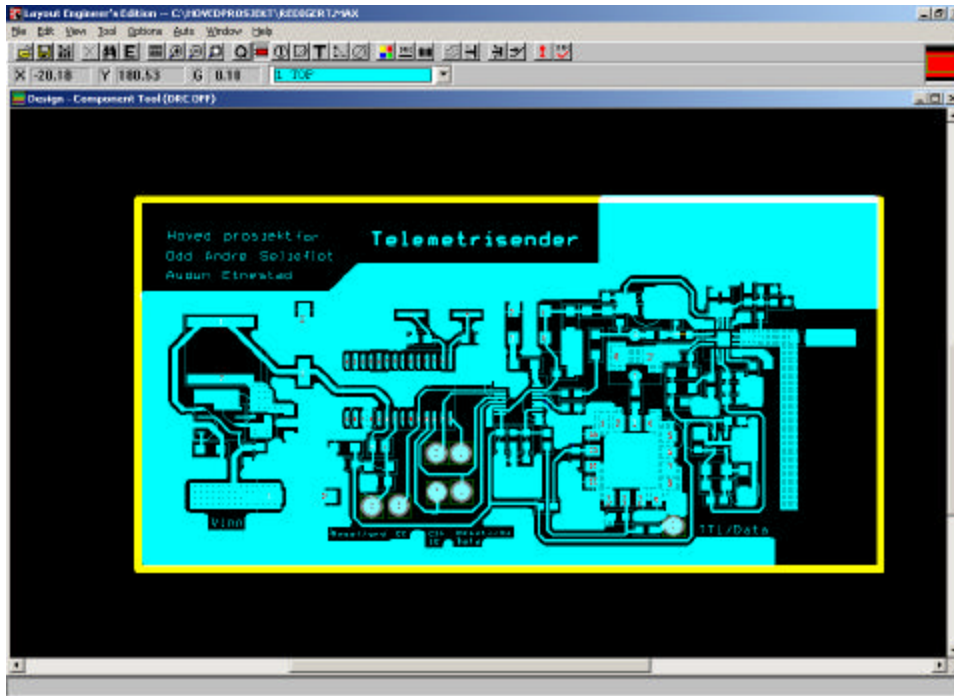 Layout Engineer's Edition - C:\HOVEDPROSJEKT\REDIGERT.MAX
File Edit View Tool Options Auto Window Help
X -20.18 Y 180.53 G 0.10 1 TOP
Design - Component Tool (DRC OFF)
Hoved prosjekt for
Odd Andre Seljeflot
Audun Etnestad
Telemetrisender
Vinn
TTL/Data